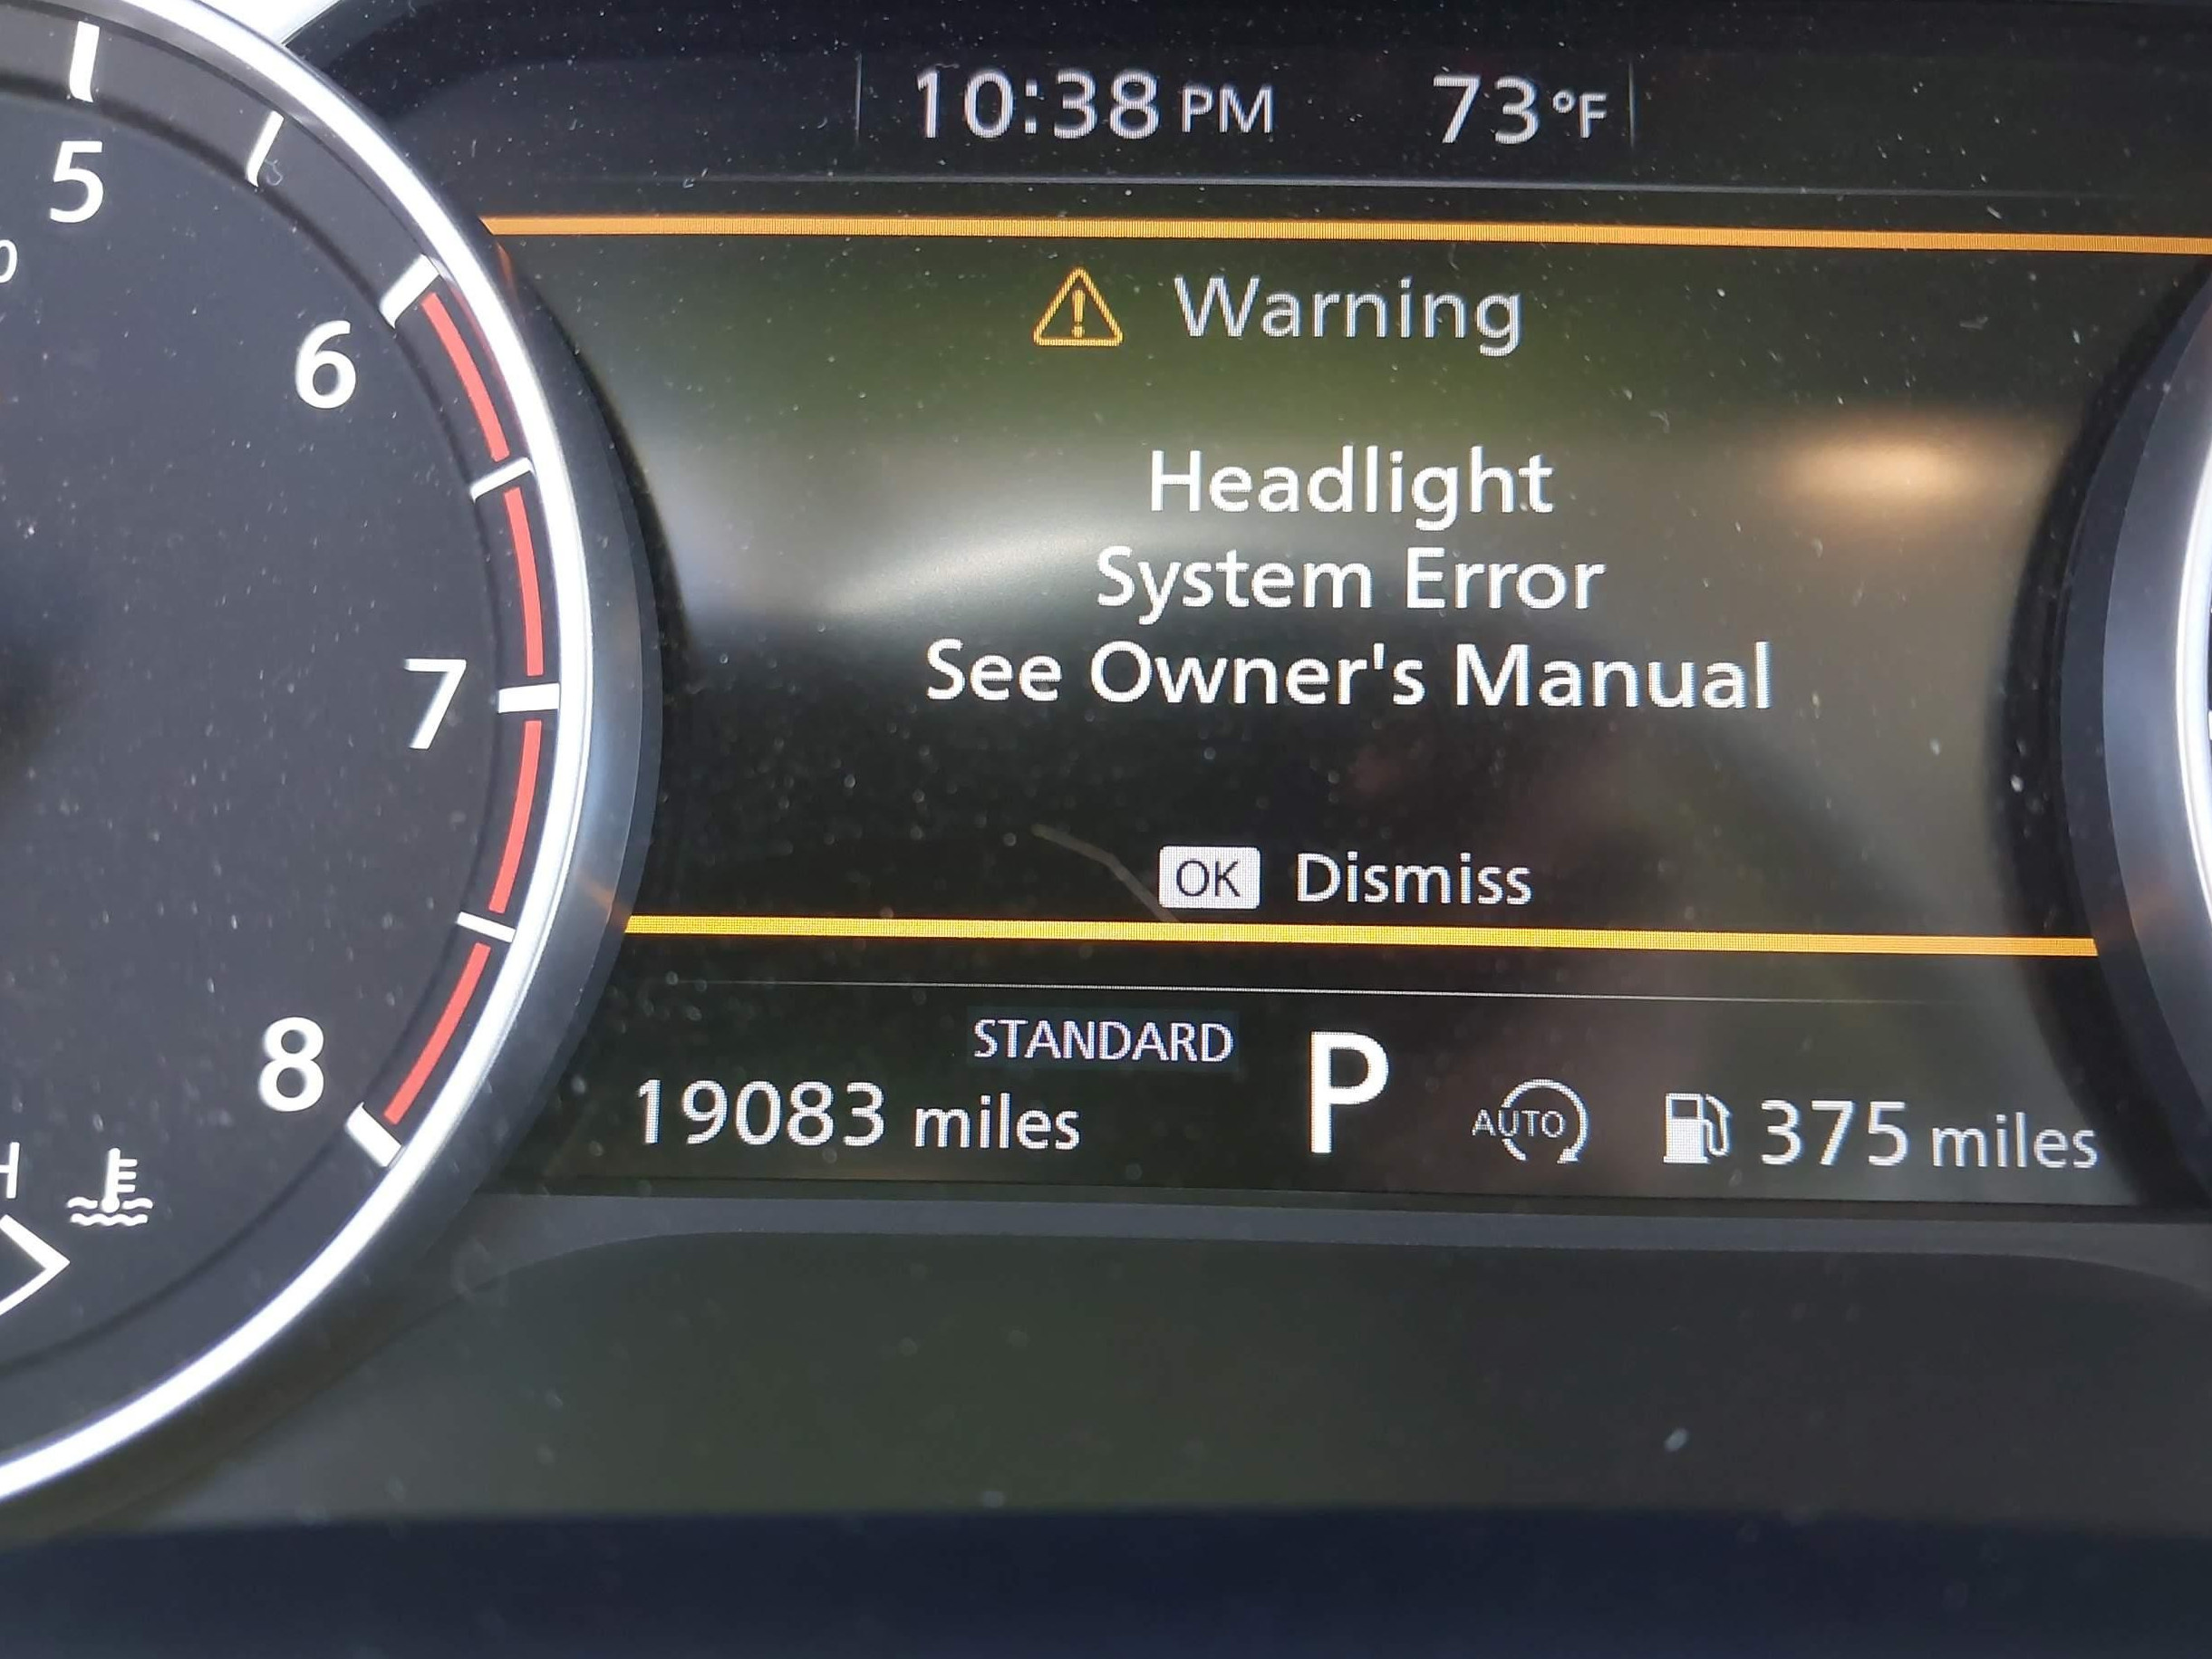 10:38 PM 73°F
5
Warning
6
Headlight
System Error
See Owner's Manual
7
OK Dismiss
STANDARD
8
19083 miles P AUTO 375 miles
H